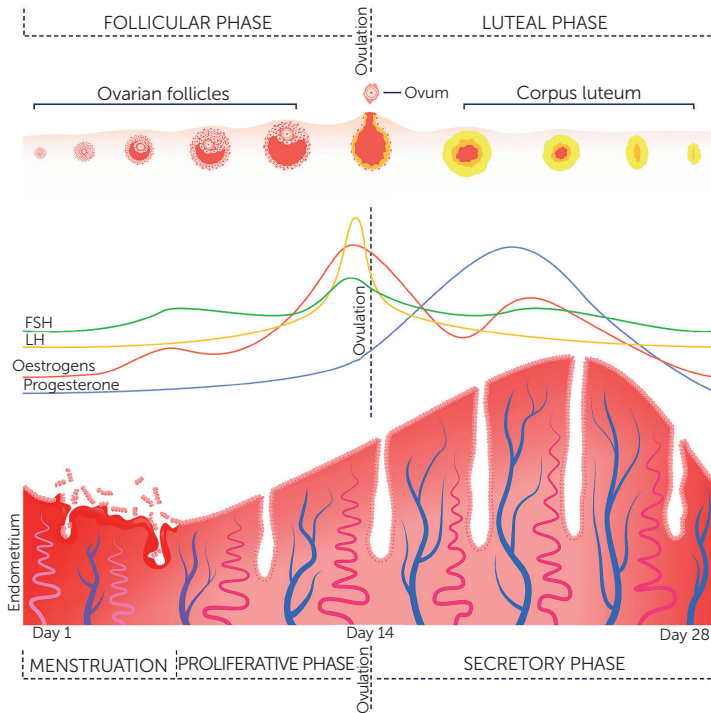 FOLLICULAR PHASE
Ovulation
LUTEAL PHASE
Ovarian follicles
Ovum
Corpus luteum
FSH
LH
Oestrogens
Progesterone
Ovulation
Endometrium
Day 1
Day 14
Day 28
MENSTRUATION
PROLIFERATIVE PHASE
Ovulation
SECRETORY PHASE